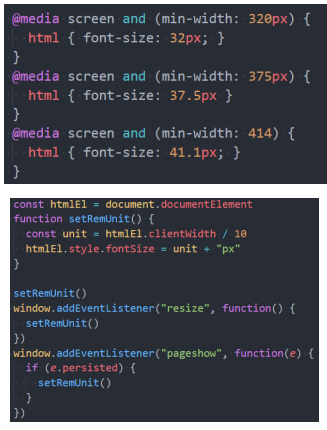 @media screen and (min-width: 320px) {
  html { font-size: 32px; }
}
@media screen and (min-width: 375px) {
  html { font-size: 37.5px }
}
@media screen and (min-width: 414) {
  html { font-size: 41.1px; }
}
const htmlEl = document.documentElement
function setRemUnit() {
  const unit = htmlEl.clientWidth / 10
  htmlEl.style.fontSize = unit + "px"
}

setRemUnit()
window.addEventListener("resize", function() {
  setRemUnit()
})
window.addEventListener("pageshow", function(e) {
  if (e.persisted) {
    setRemUnit()
  }
})